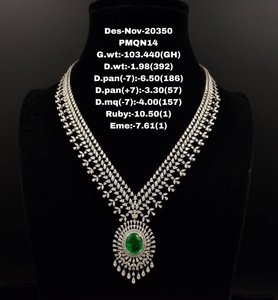 Des-Nov-20350
PMQN14
G.wt:-103.440(GH)
D.wt:-1.98(392)
D.pan(-7):-6.50(186)
D.pan(+7):-3.30(57)
D.mq(-7):-4.00(157)
Ruby:-10.50(1)
Eme:-7.61(1)